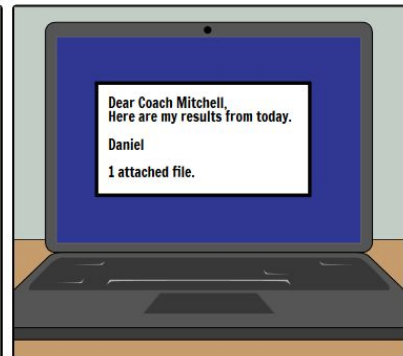 Dear Coach Mitchell,
Here are my results from today.
Daniel
1 attached file.